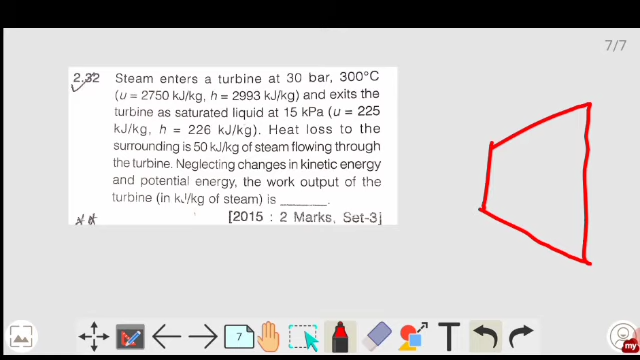 7/7
2.32 Steam enters a turbine at 30 bar, 300°C
(u = 2750 kJ/kg, h = 2993 kJ/kg) and exits the
turbine as saturated liquid at 15 kPa (u = 225
kJ/kg, h = 226 kJ/kg). Heat loss to the
surrounding is 50 kJ/kg of steam flowing through
the turbine. Neglecting changes in kinetic energy
and potential energy, the work output of the
turbine (in kJ/kg of steam) is ______.
[2015 : 2 Marks, Set-3]
7
T
my